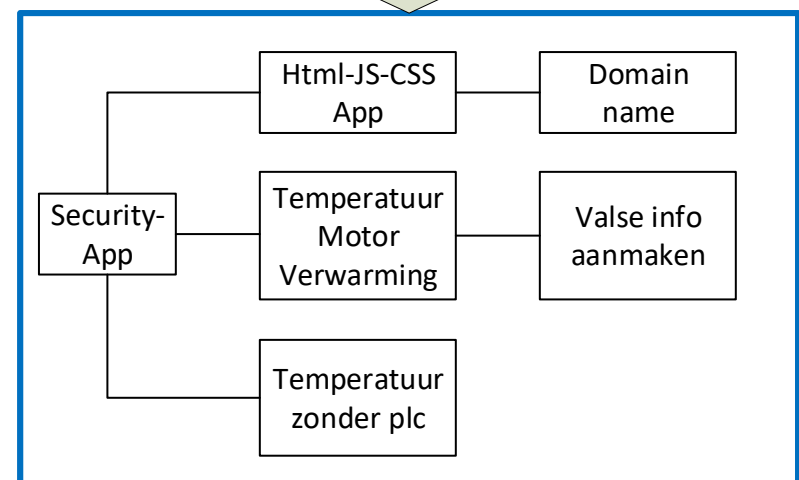 Html-JS-CSS
App
Domain
name
Security-
App
Temperatuur
Motor
Verwarming
Valse info
aanmaken
Temperatuur
zonder plc